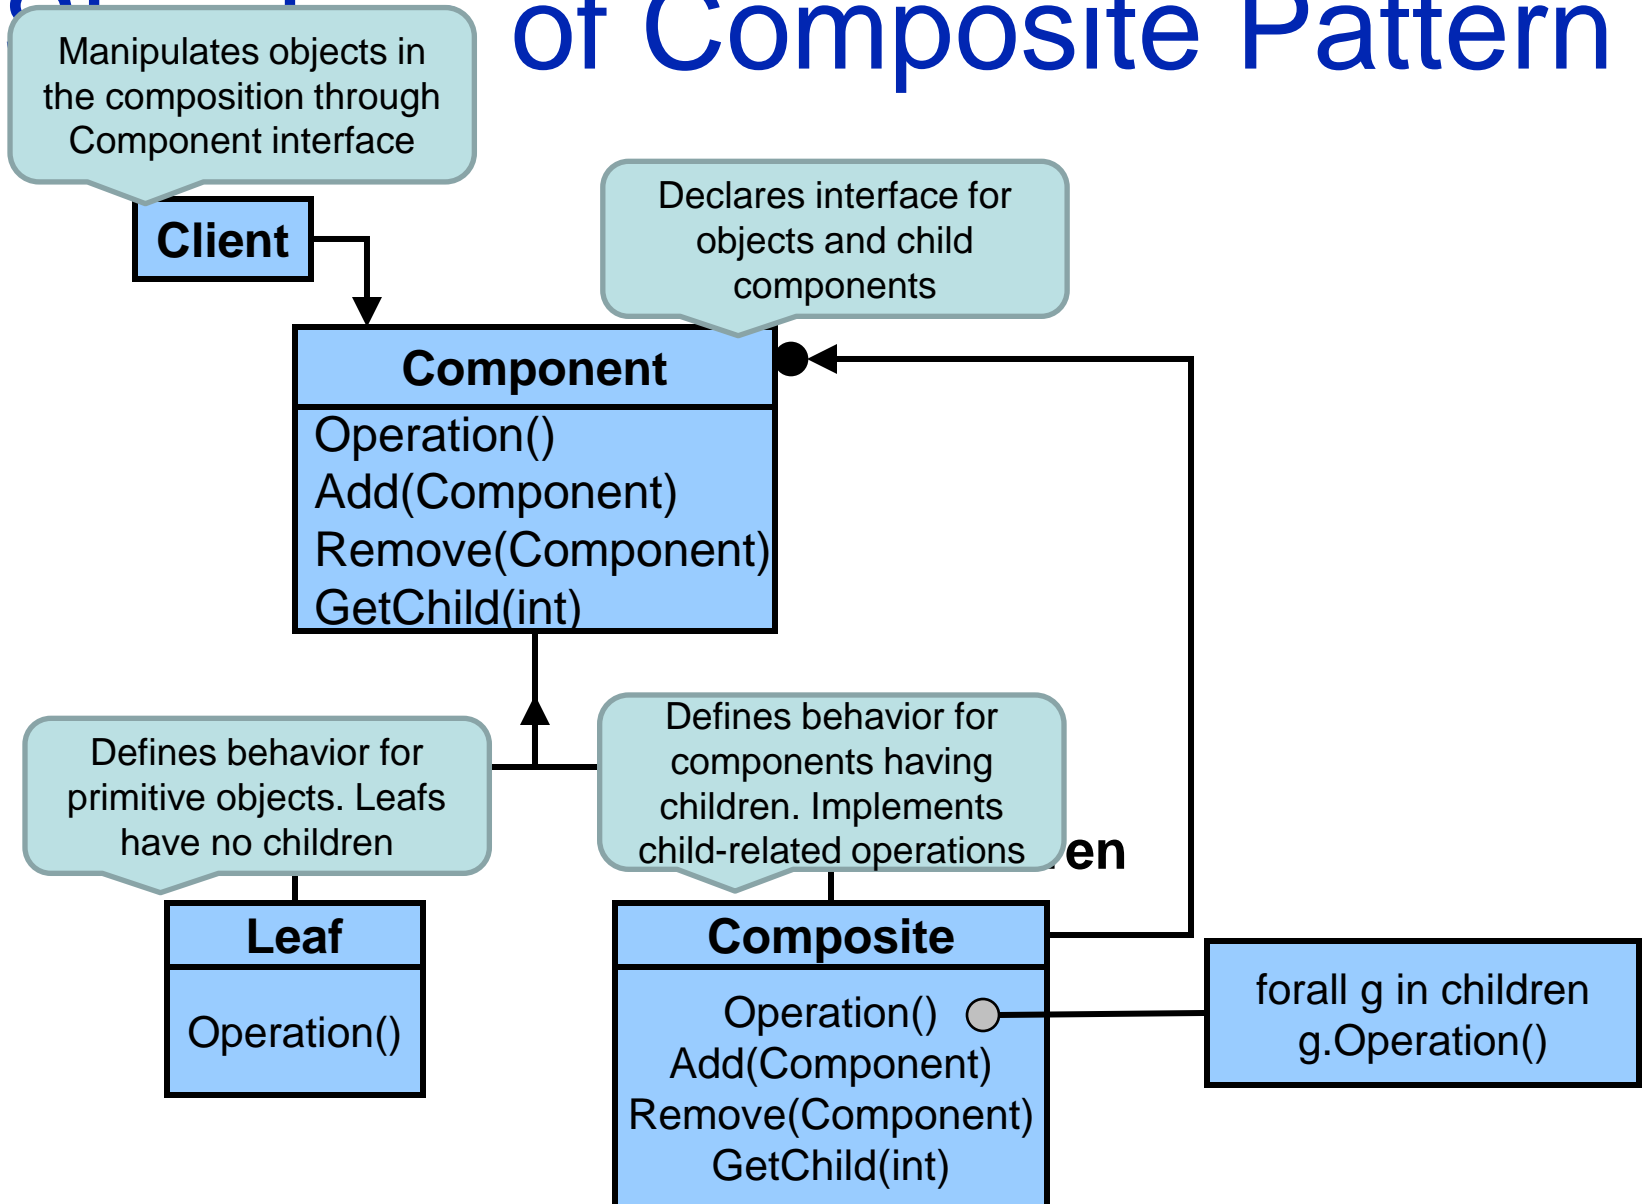 of Composite Pattern
Manipulates objects in
the composition through
Component interface
Client
Declares interface for
objects and child
components
Component
Operation()
Add(Component)
Remove(Component)
GetChild(int)
Defines behavior for
primitive objects. Leafs
have no children
Defines behavior for
components having
children. Implements
child-related operations
ren
Leaf
Operation()
Composite
Operation()
Add(Component)
Remove(Component)
GetChild(int)
forall g in children
g.Operation()